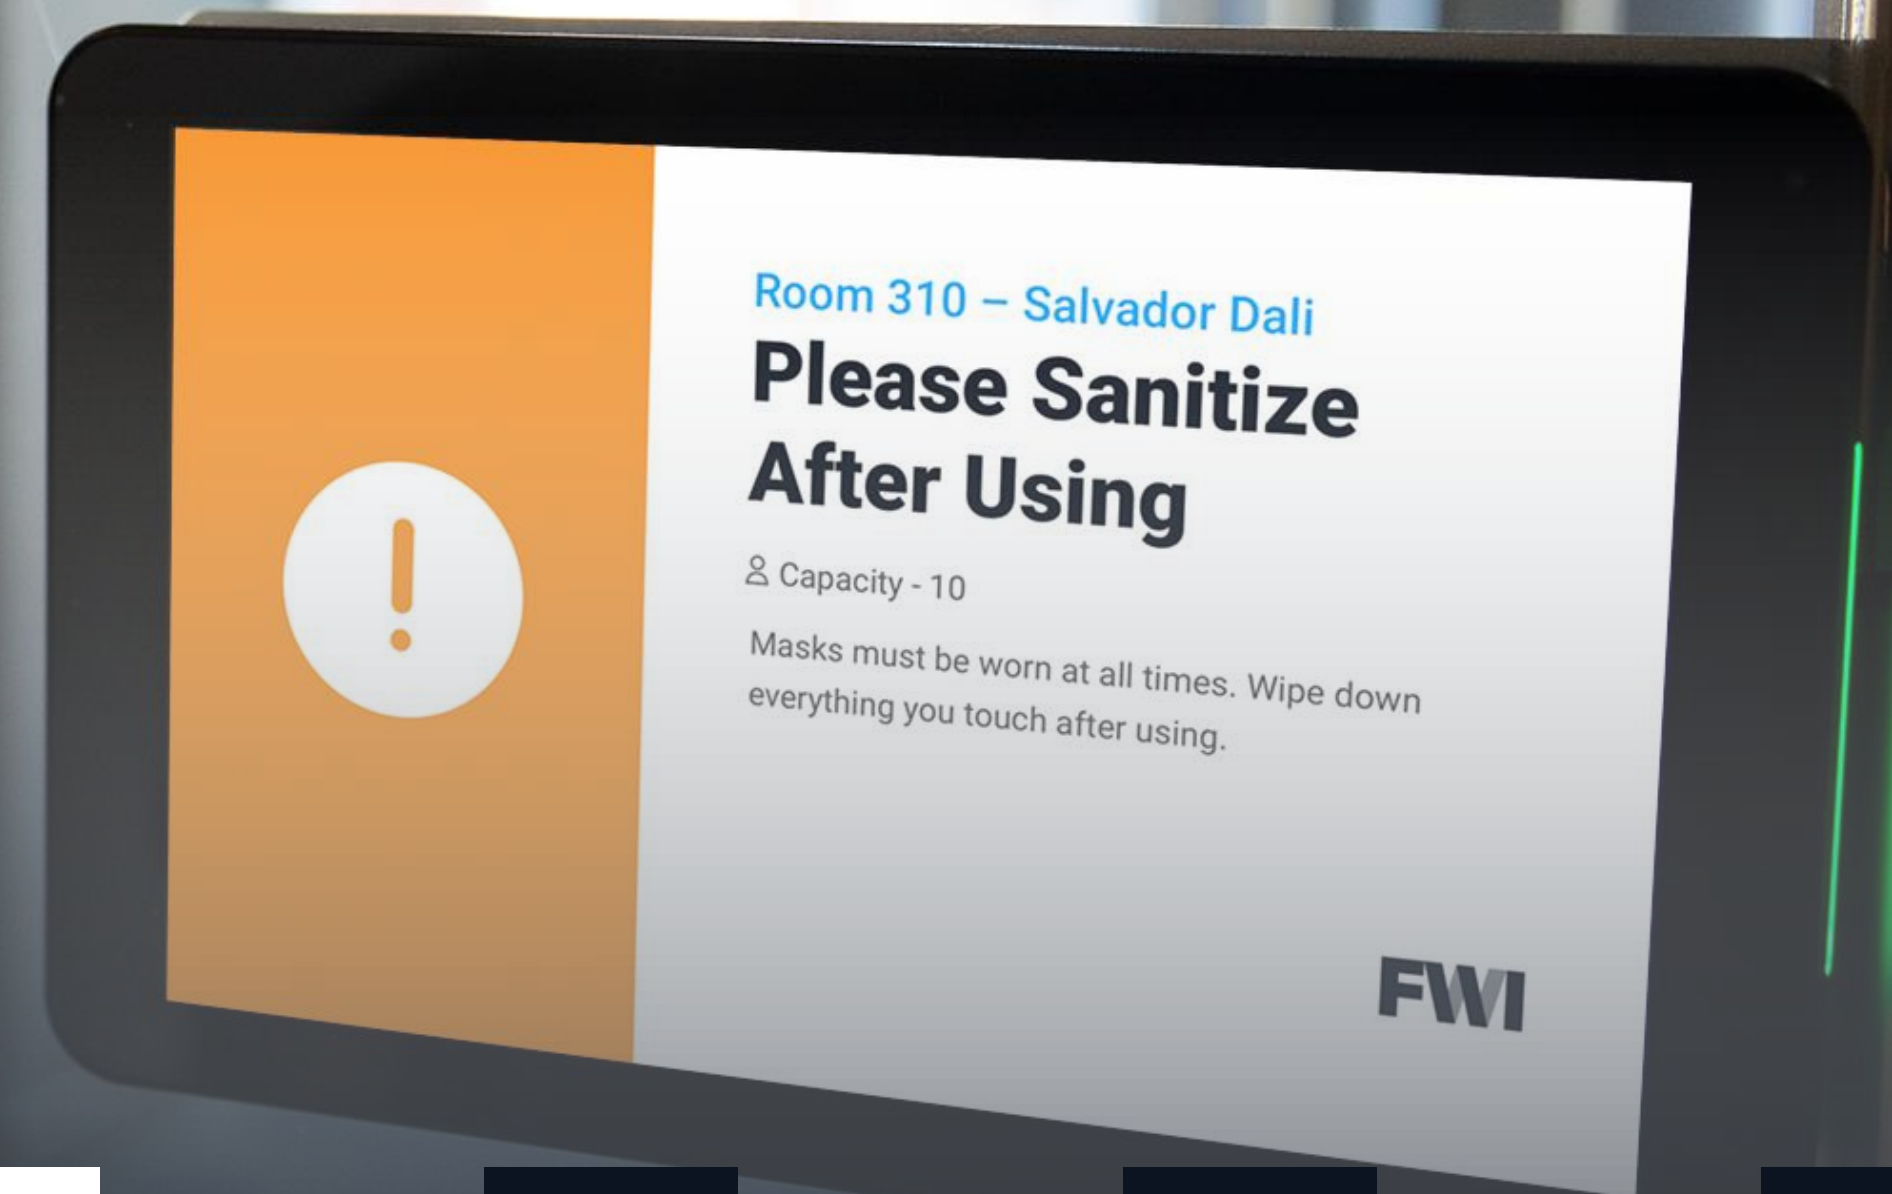 Room 310 – Salvador Dali
Please Sanitize
After Using
Capacity - 10
Masks must be worn at all times. Wipe down
everything you touch after using.
FWI